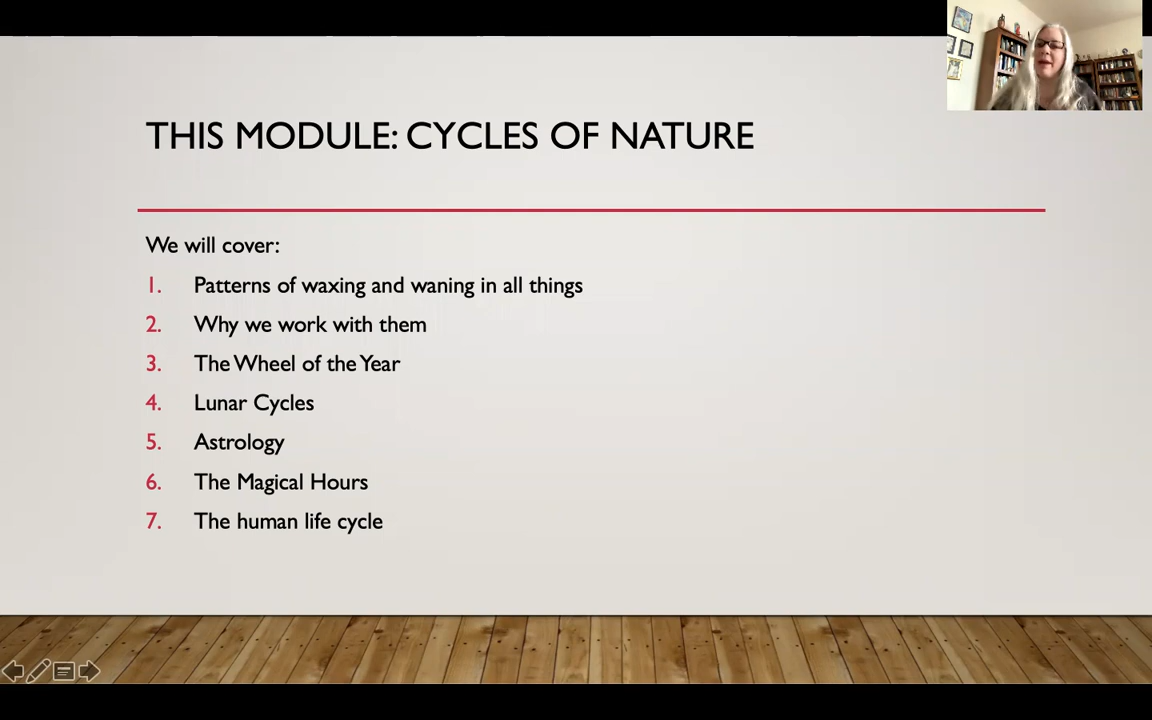 THIS MODULE: CYCLES OF NATURE
We will cover:
1. Patterns of waxing and waning in all things
2. Why we work with them
3. The Wheel of the Year
4. Lunar Cycles
5. Astrology
6. The Magical Hours
7. The human life cycle